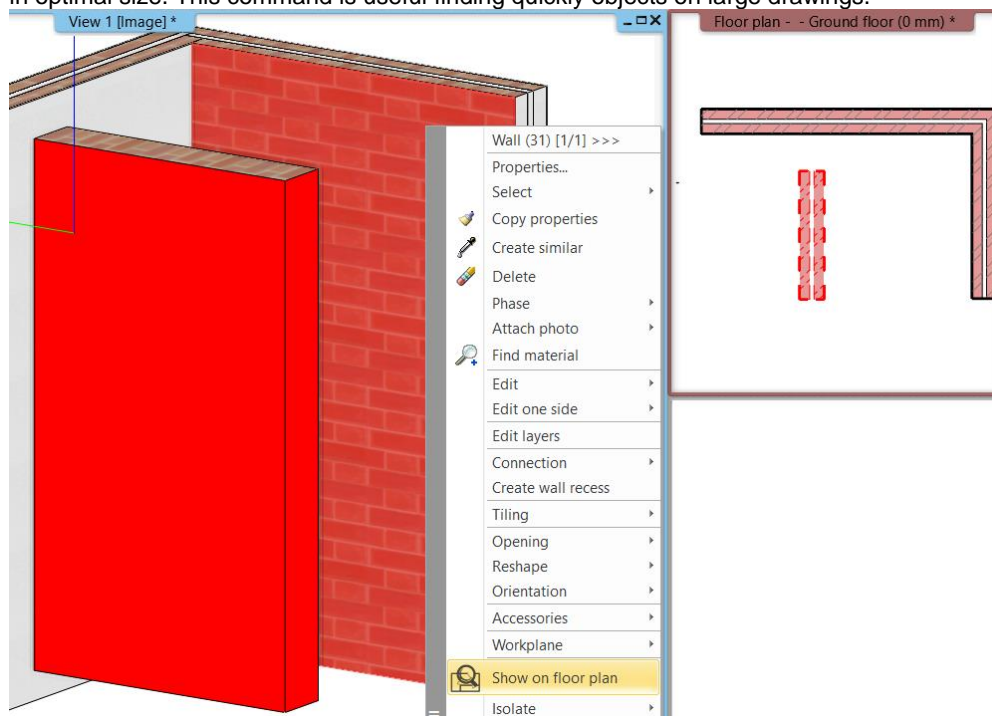 in optimal size. This command is useful finding quickly objects on large drawings.
View 1 [Image] *
Floor plan - - Ground floor (0 mm) *
Wall (31) [1/1] >>>
Properties...
Select
Copy properties
Create similar
Delete
Phase
Attach photo
Find material
Edit
Edit one side
Edit layers
Connection
Create wall recess
Tiling
Opening
Reshape
Orientation
Accessories
Workplane
Show on floor plan
Isolate